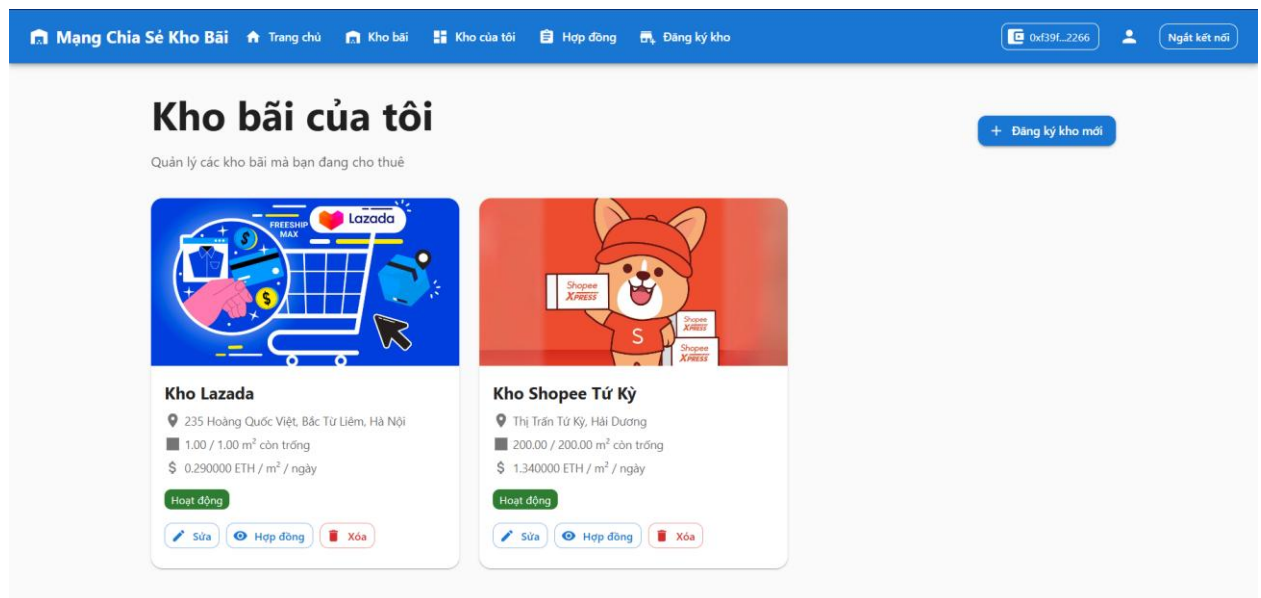 Mạng Chia Sẻ Kho Bãi Trang chủ Kho bãi Kho của tôi Hợp đồng Đăng ký kho 0xf39f...2266 Ngắt kết nối
Kho bãi của tôi
+ Đăng ký kho mới
Quản lý các kho bãi mà bạn đang cho thuê
FREESHIP
MAX
Lazada
$
$
Shopee
XPRESS
S
Shopee
XPRESS
Shopee
XPRESS
Kho Lazada
235 Hoàng Quốc Việt, Bắc Từ Liêm, Hà Nội
1.00 / 1.00 m² còn trống
$ 0.290000 ETH / m² / ngày
Hoạt động
Sửa Hợp đồng Xóa
Kho Shopee Tứ Kỳ
Thị Trấn Tứ Kỳ, Hải Dương
200.00 / 200.00 m² còn trống
$ 1.340000 ETH / m² / ngày
Hoạt động
Sửa Hợp đồng Xóa